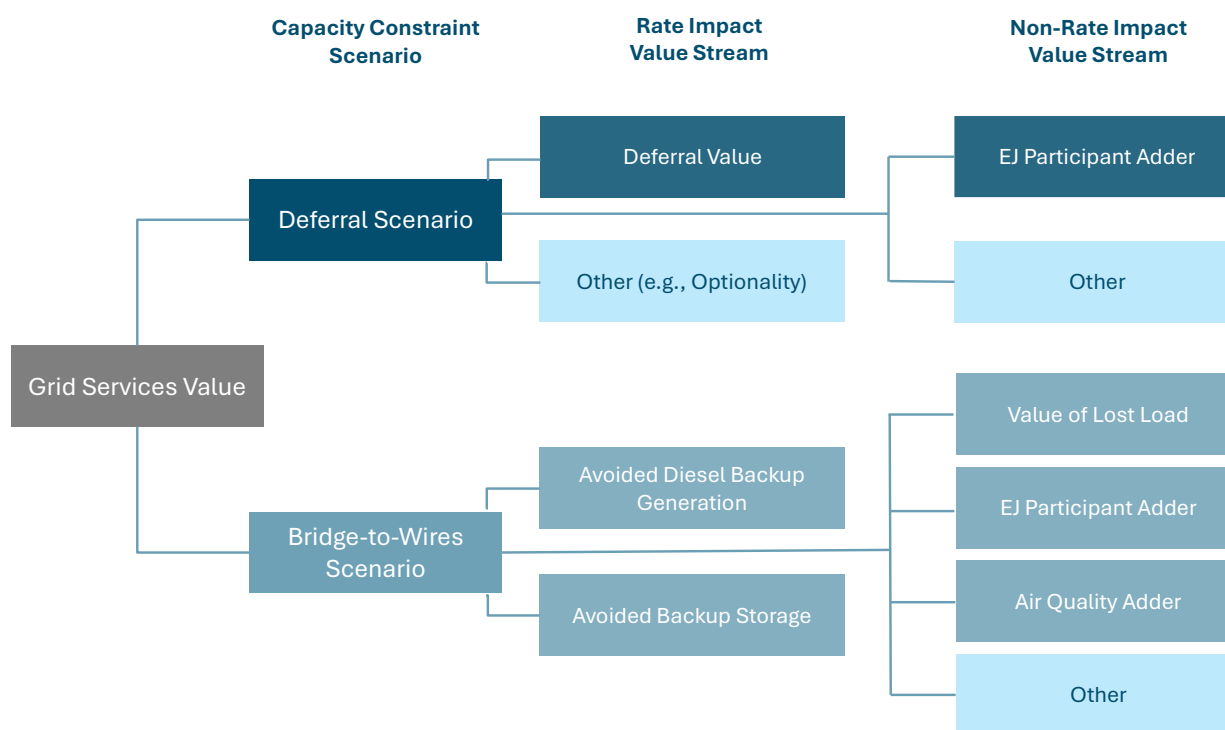 Capacity Constraint
Scenario
Rate Impact
Value Stream
Non-Rate Impact
Value Stream
Deferral Value
EJ Participant Adder
Deferral Scenario
Other (e.g., Optionality)
Other
Grid Services Value
Value of Lost Load
Avoided Diesel Backup
Generation
EJ Participant Adder
Bridge-to-Wires
Scenario
Air Quality Adder
Avoided Backup Storage
Other